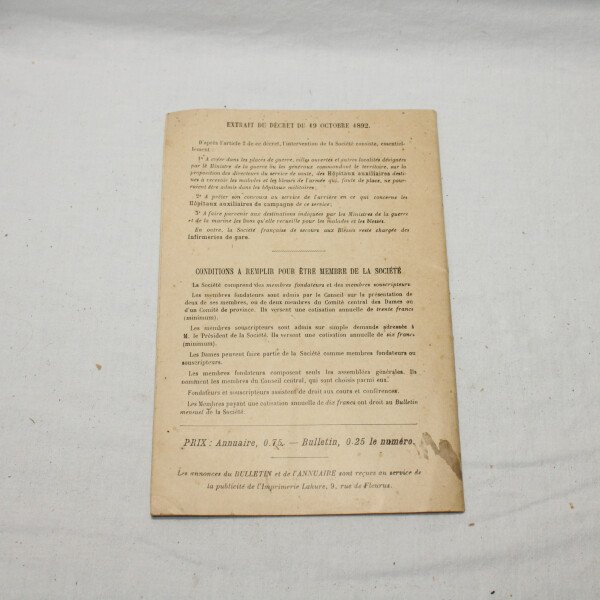 EXTRAIT DU DÉCRET DU 19 OCTOBRE 1892.
D'après l'article 2 de ce décret, l'intervention de la Société consiste, essentiel-
lement :
1° A créer dans les places de guerre, villes ouvertes et autres localités désignées
par le Ministre de la guerre ou les généraux commandant le territoire, sur la
proposition des directeurs du service de santé, des Hôpitaux auxiliaires desti-
nés à recevoir les malades et les blessés de l'armée qui, faute de place, ne pour-
raient être admis dans les hôpitaux militaires;
2° A prêter son concours au service de l'arrière en ce qui concerne les
Hôpitaux auxiliaires de campagne de ce service;
3° A faire parvenir aux destinations indiquées par les Ministres de la guerre
et de la marine les dons qu'elle recueille pour les malades et les blessés.
En outre, la Société française de secours aux Blessés reste chargée des
Infirmeries de gare.
CONDITIONS A REMPLIR POUR ÊTRE MEMBRE DE LA SOCIÉTÉ
La Société comprend des membres fondateurs et des membres souscripteurs.
Les membres fondateurs sont admis par le Conseil sur la présentation de
deux de ses membres, ou de deux membres du Comité central des Dames ou
d'un Comité de province. Ils versent une cotisation annuelle de trente francs
(minimum).
Les membres souscripteurs sont admis sur simple demande adressée à
M. le Président de la Société. Ils versent une cotisation annuelle de six francs
(minimum).
Les Dames peuvent faire partie de la Société comme membres fondateurs ou
souscripteurs.
Les membres fondateurs composent seuls les assemblées générales. Ils
nomment les membres du Conseil central, qui sont choisis parmi eux.
Fondateurs et souscripteurs assistent de droit aux cours et conférences.
Les Membres payant une cotisation annuelle de dix francs ont droit au Bulletin
mensuel de la Société.
PRIX : Annuaire, 0.75. — Bulletin, 0.25 le numéro.
Les annonces du BULLETIN et de l'ANNUAIRE sont reçues au service de
la publicité de l'Imprimerie Lahure, 9, rue de Fleurus.